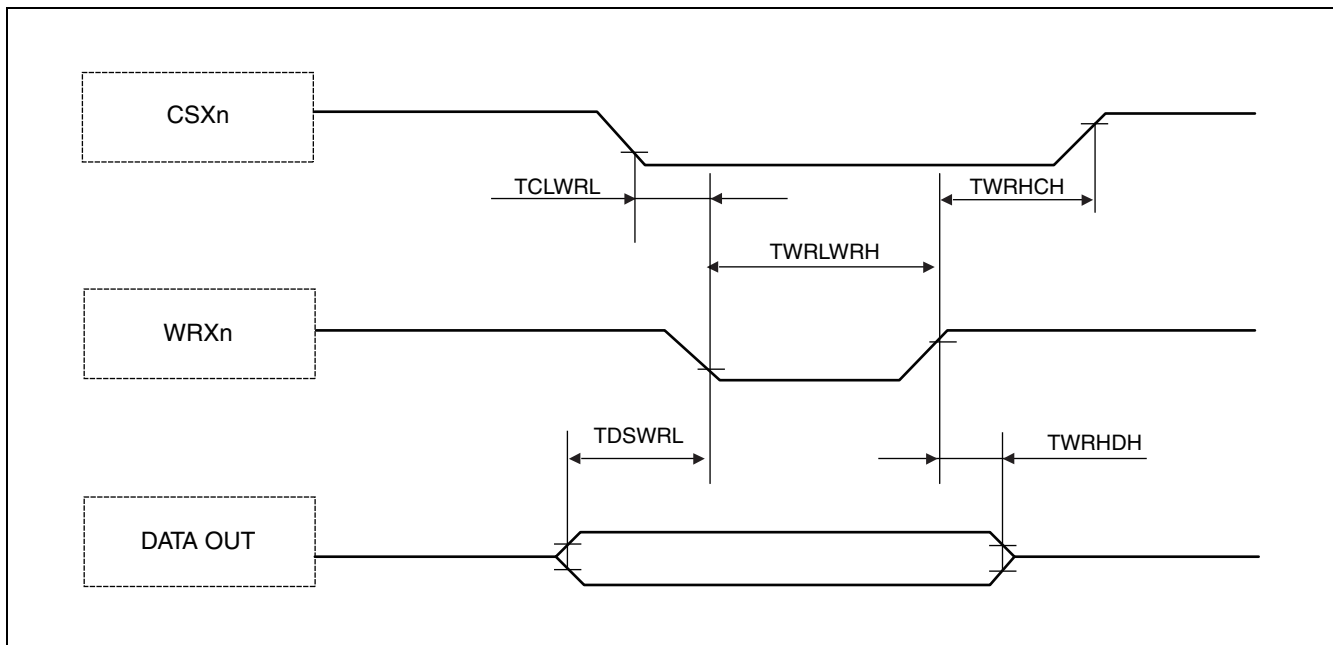 CSXn
TCLWRL
TWRHCH
TWRLWRH
WRXn
TDSWRL
TWRHDH
DATA OUT